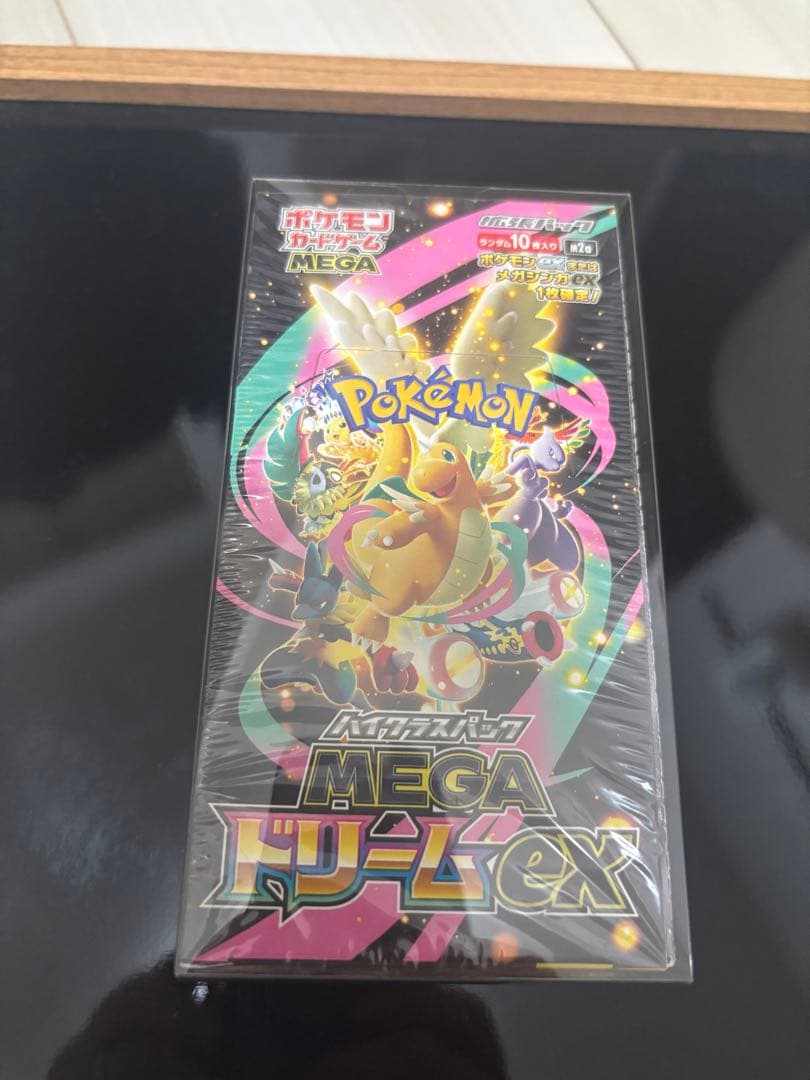 ポケモン
カードゲーム
MEGA
拡張パック
ランダム10枚入り
m2a
ポケモンexまたは
メガシンカex
1枚確定!
POKÉMON
TM
ハイクラスパック
MEGA
ドリームex